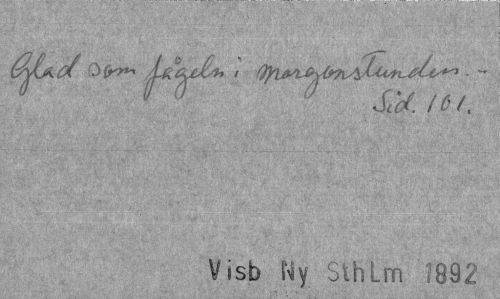 Glad som fågeln i morgonstunden. -
Sid. 101.
Visb Ny SthLm 1892